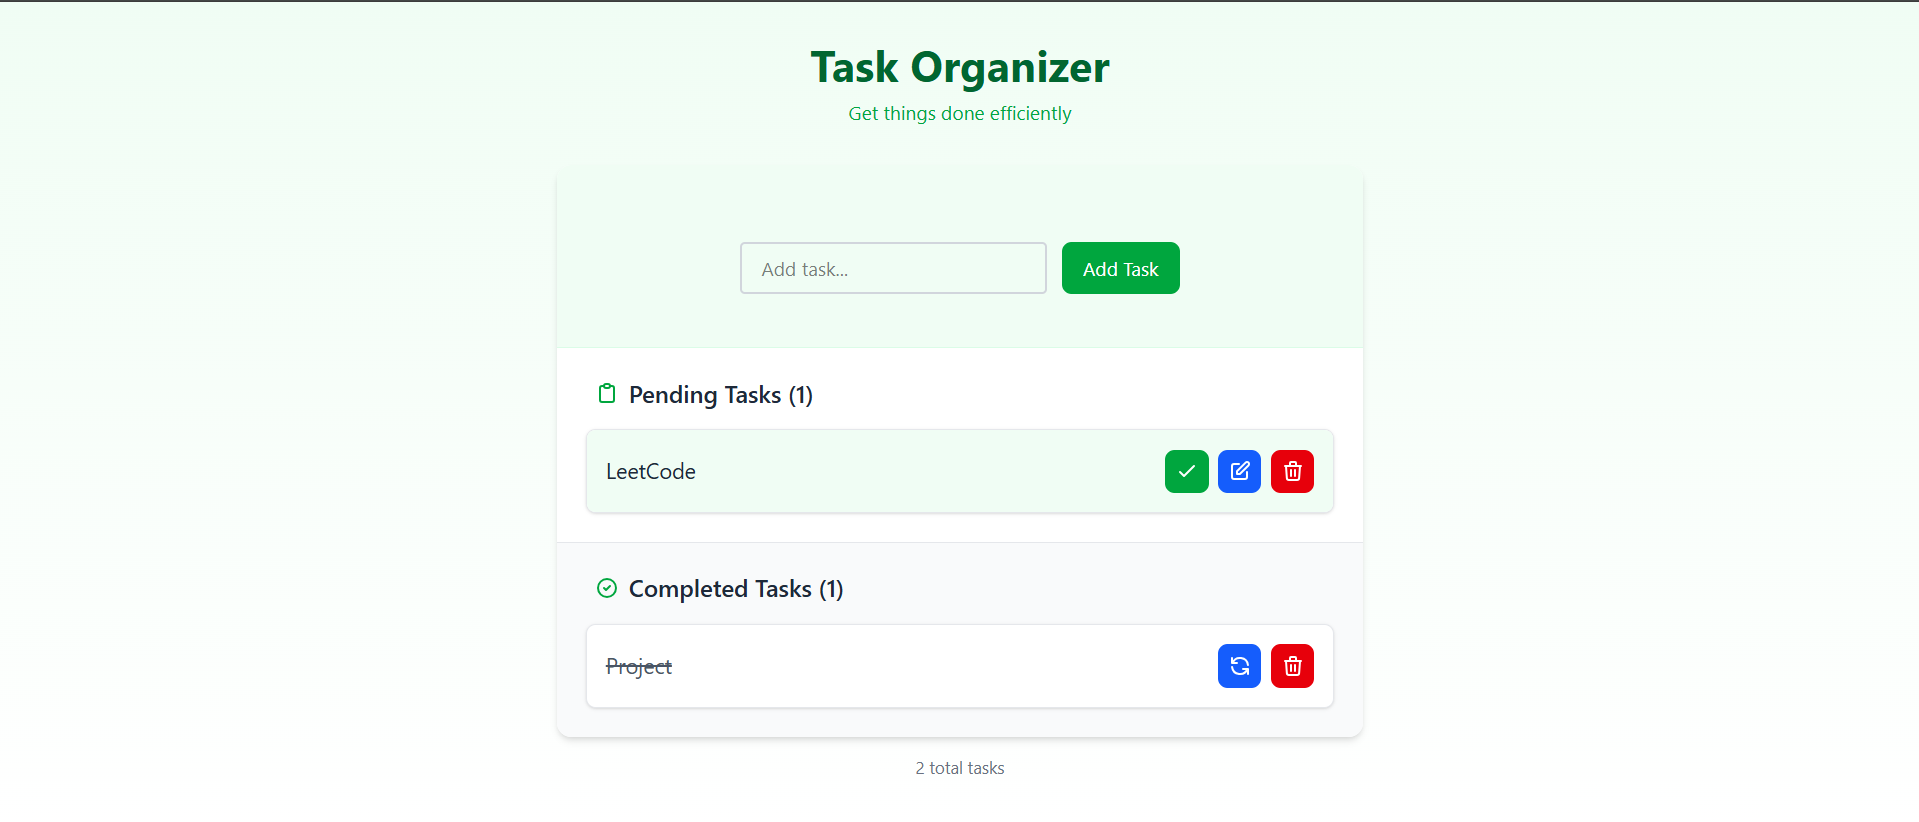 Task Organizer
Get things done efficiently
Add task...
Add Task
Pending Tasks (1)
LeetCode
Completed Tasks (1)
Project
2 total tasks